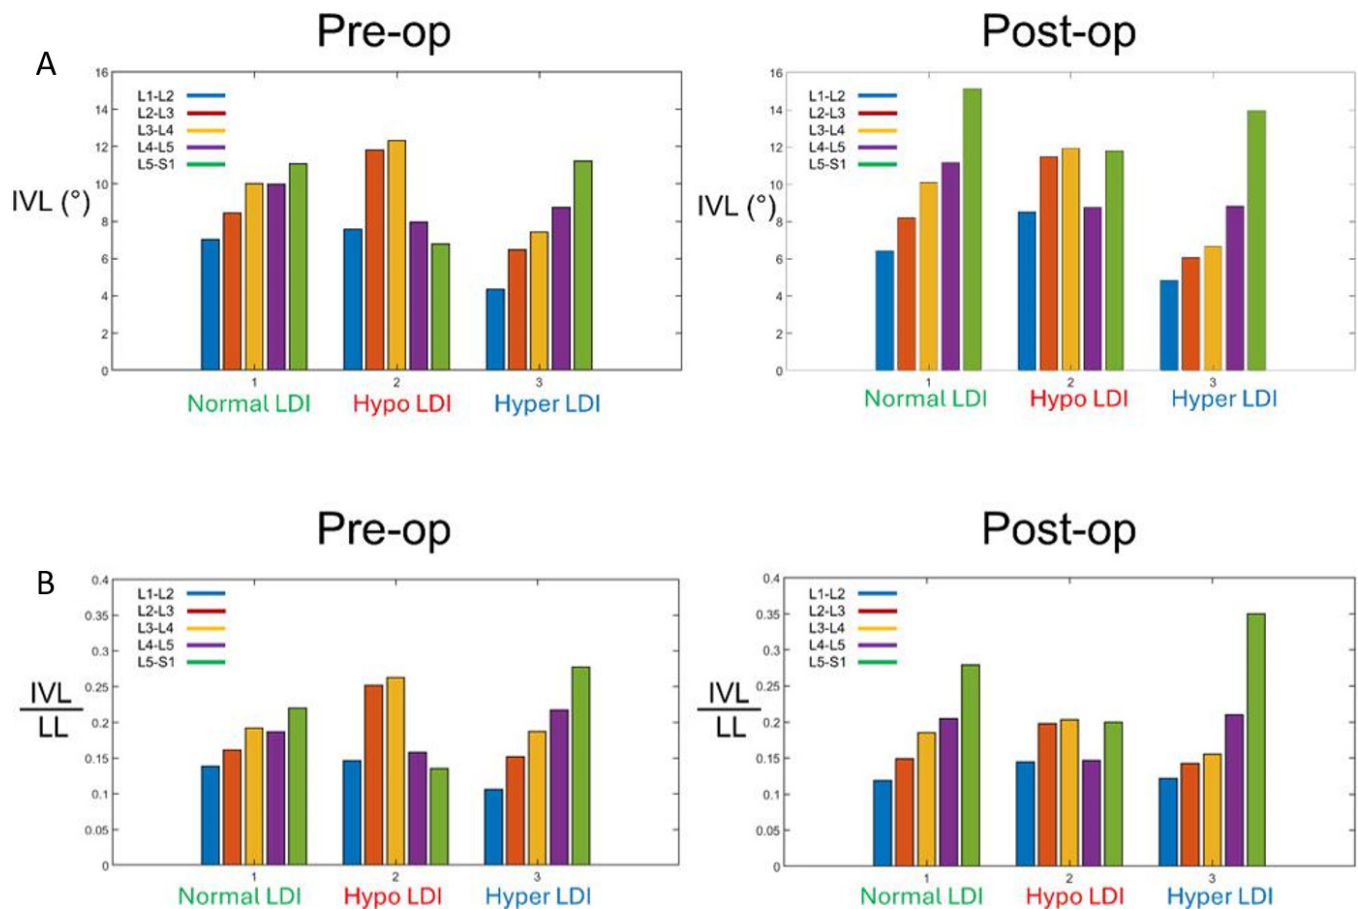 Pre-op
Post-op
A
16
14
12
10
8
6
4
2
0
L1-L2
L2-L3
L3-L4
L4-L5
L5-S1
IVL (°)
1
2
3
Normal LDI
Hypo LDI
Hyper LDI
16
14
12
10
8
6
4
2
0
L1-L2
L2-L3
L3-L4
L4-L5
L5-S1
IVL (°)
1
2
3
Normal LDI
Hypo LDI
Hyper LDI
Pre-op
Post-op
B
0.4
0.35
0.3
0.25
0.2
0.15
0.1
0.05
0
L1-L2
L2-L3
L3-L4
L4-L5
L5-S1
IVL
LL
1
2
3
Normal LDI
Hypo LDI
Hyper LDI
0.4
0.35
0.3
0.25
0.2
0.15
0.1
0.05
0
L1-L2
L2-L3
L3-L4
L4-L5
L5-S1
IVL
LL
1
2
3
Normal LDI
Hypo LDI
Hyper LDI